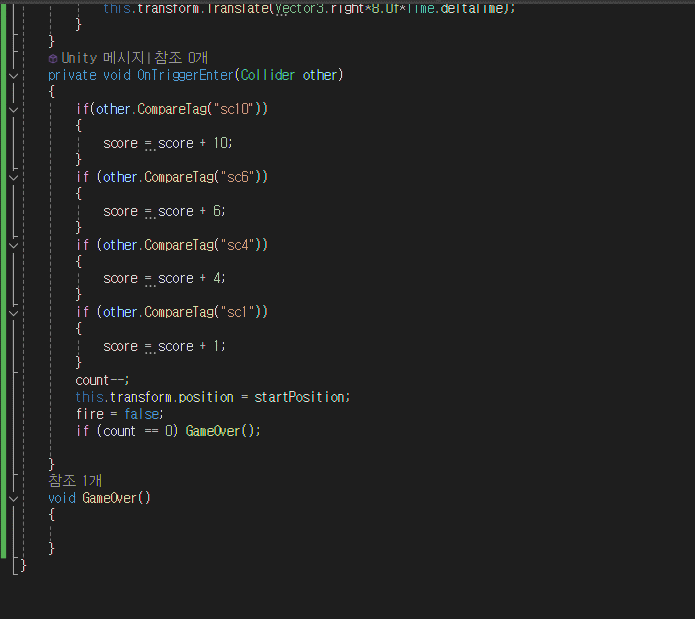 this.transform.Translate(Vector3.right*8.0f*Time.deltaTime);
}
}
Unity 메시지|참조 0개
private void OnTriggerEnter(Collider other)
{
if(other.CompareTag("sc10"))
{
score = score + 10;
}
if (other.CompareTag("sc6"))
{
score = score + 6;
}
if (other.CompareTag("sc4"))
{
score = score + 4;
}
if (other.CompareTag("sc1"))
{
score = score + 1;
}
count--;
this.transform.position = startPosition;
fire = false;
if (count == 0) GameOver();
}
참조 1개
void GameOver()
{
}
}